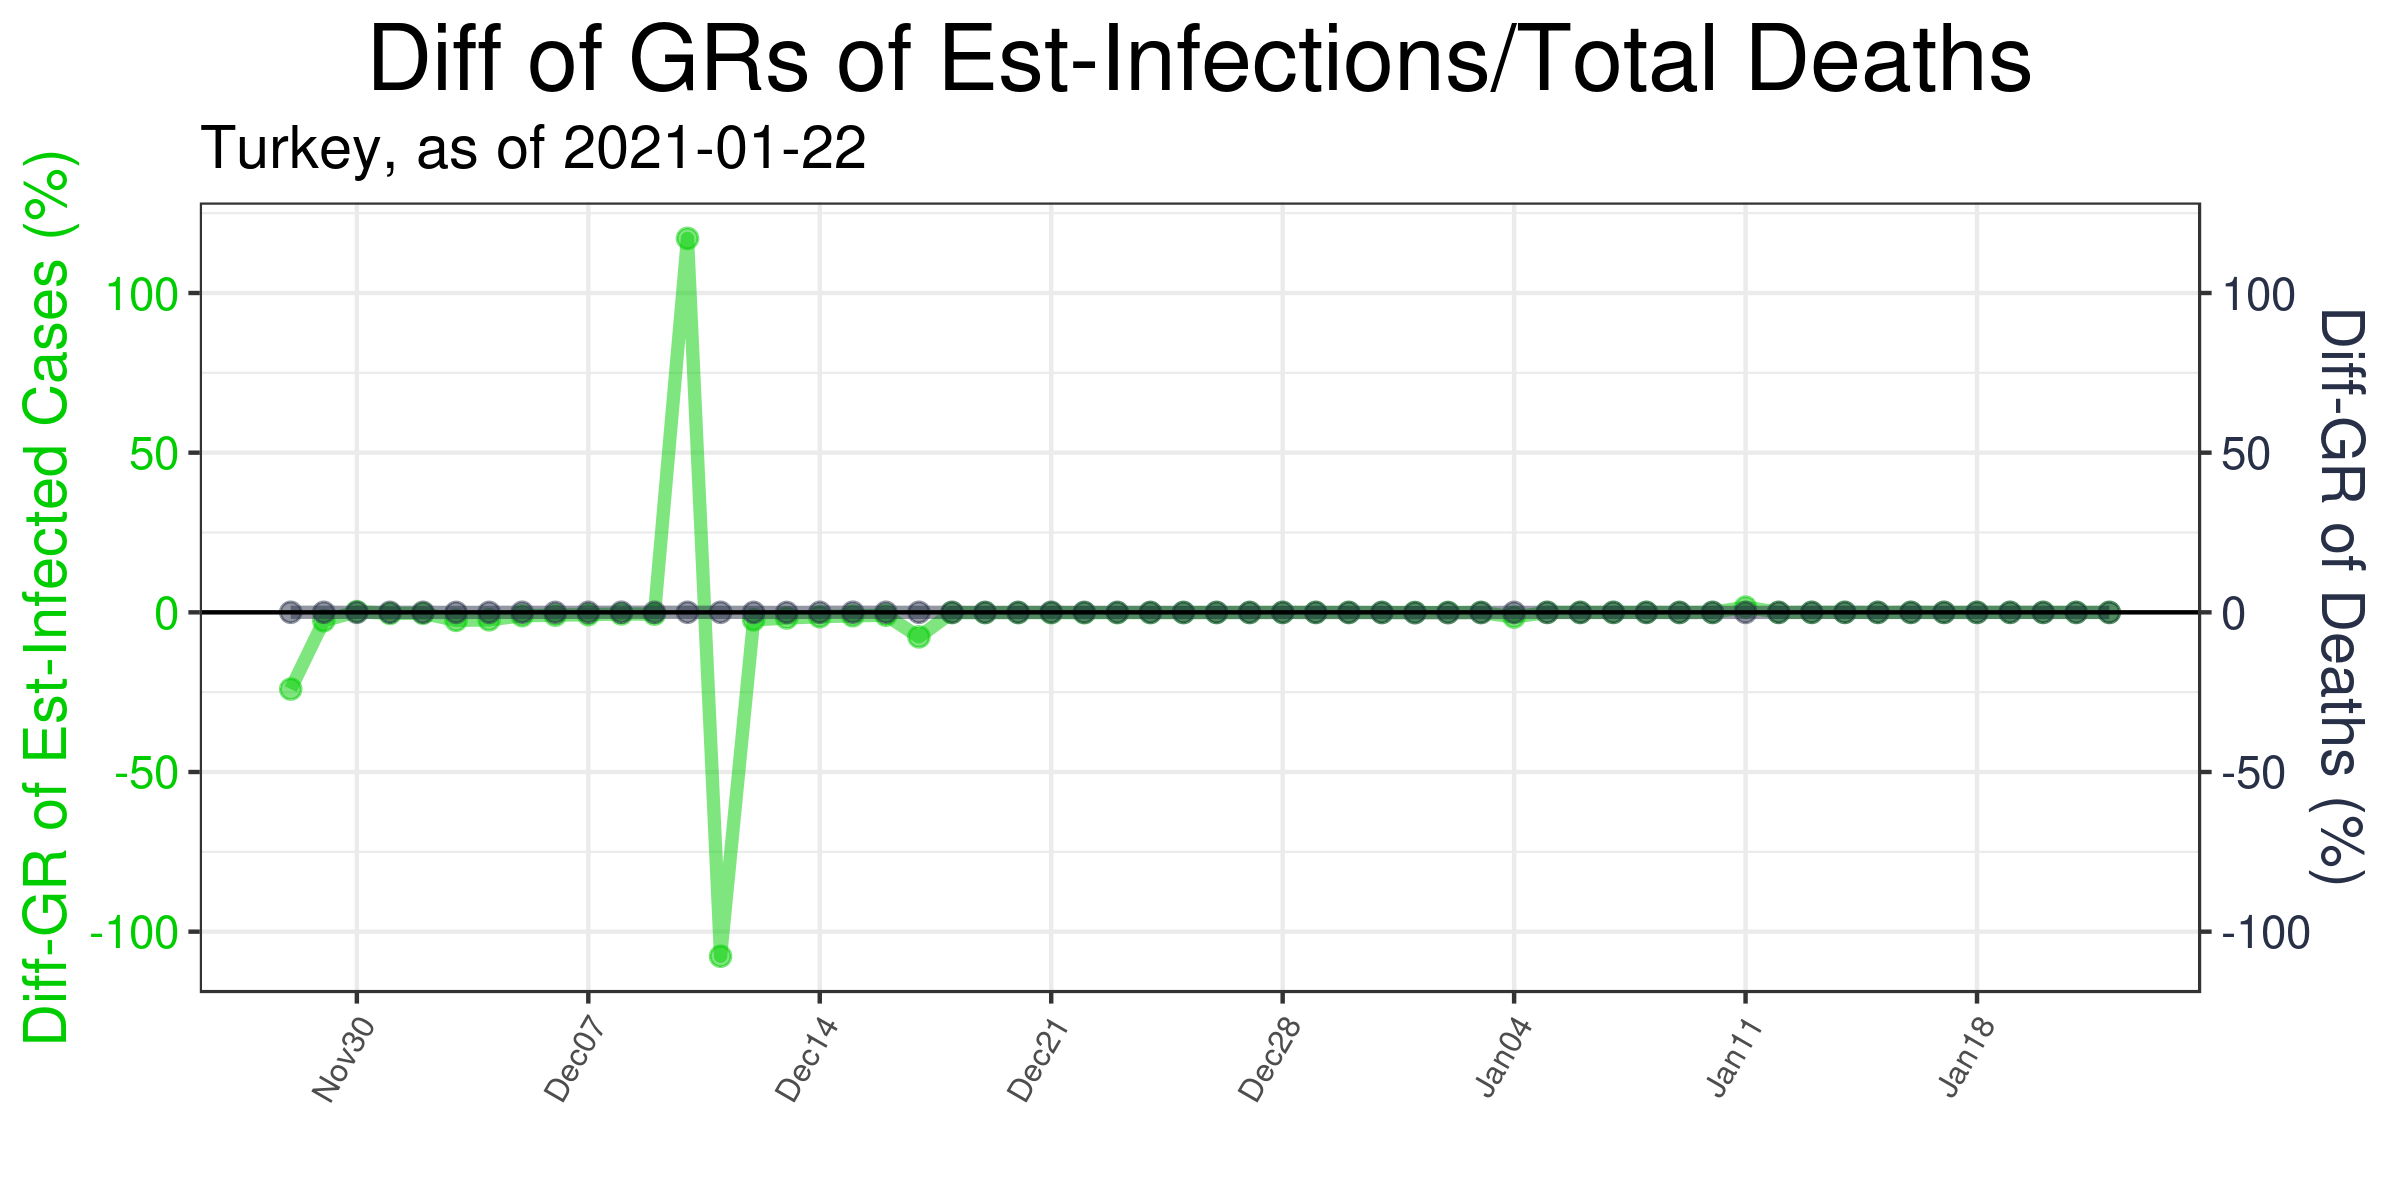 Diff of GRs of Est-Infections/Total Deaths
Turkey, as of 2021-01-22
Diff-GR of Est-Infected Cases (%)
100
50
0
-50
-100
100
50
0
-50
-100
Diff-GR of Deaths (%)
Nov30
Dec07
Dec14
Dec21
Dec28
Jan04
Jan11
Jan18